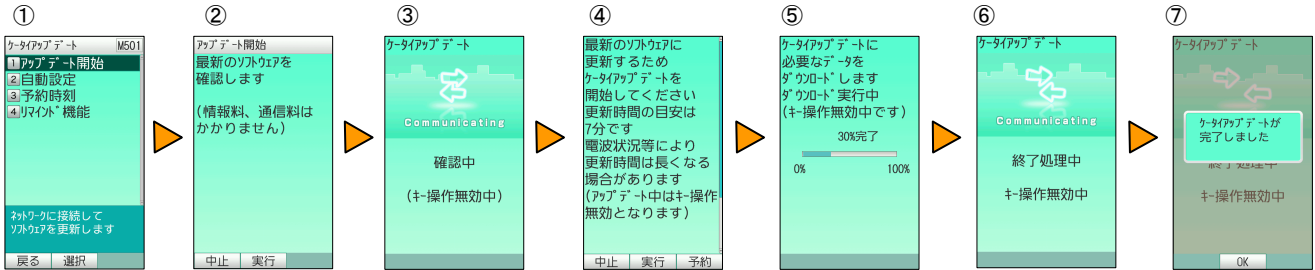 ①
ｹｰﾀｲｱｯﾌﾟﾃﾞｰﾄ M501
1 ｱｯﾌﾟﾃﾞｰﾄ開始
2 自動設定
3 予約時刻
4 ﾘﾏｲﾝﾄﾞ機能
ﾈｯﾄﾜｰｸに接続して
ｿﾌﾄｳｪｱを更新します
戻る 選択
②
ｱｯﾌﾟﾃﾞｰﾄ開始
最新のｿﾌﾄｳｪｱを
確認します
(情報料、通信料は
かかりません)
中止 実行
③
ｹｰﾀｲｱｯﾌﾟﾃﾞｰﾄ
Communicating
確認中
(ｷｰ操作無効中)
④
最新のｿﾌﾄｳｪｱに
更新するため
ｹｰﾀｲｱｯﾌﾟﾃﾞｰﾄを
開始してください
更新時間の目安は
7分です
電波状況等により
更新時間は長くなる
場合があります
(ｱｯﾌﾟﾃﾞｰﾄ中はｷｰ操作
無効となります)
中止 実行 予約
⑤
ｹｰﾀｲｱｯﾌﾟﾃﾞｰﾄに
必要なﾃﾞｰﾀを
ﾀﾞｳﾝﾛｰﾄﾞします
ﾀﾞｳﾝﾛｰﾄﾞ実行中
(ｷｰ操作無効中です)
30%完了
0% 100%
⑥
ｹｰﾀｲｱｯﾌﾟﾃﾞｰﾄ
Communicating
終了処理中
ｷｰ操作無効中
⑦
ｹｰﾀｲｱｯﾌﾟﾃﾞｰﾄ
ｹｰﾀｲｱｯﾌﾟﾃﾞｰﾄが
完了しました
終了処理中
ｷｰ操作無効中
OK